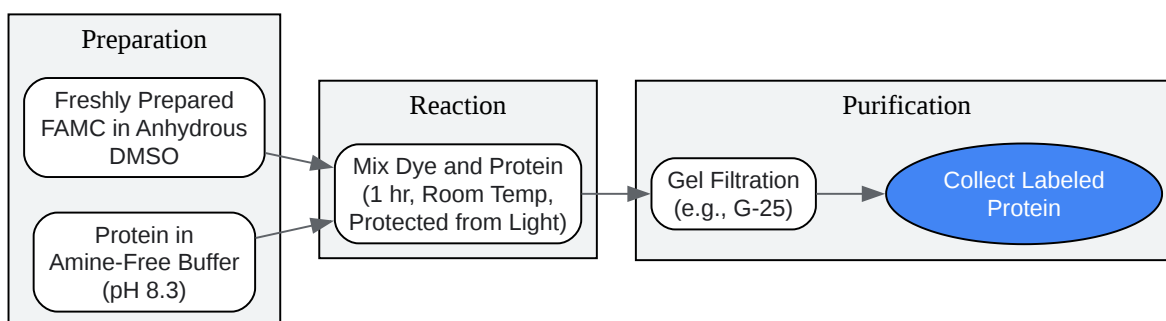 Preparation
Freshly Prepared
FAMC in Anhydrous
DMSO
Protein in
Amine-Free Buffer
(pH 8.3)
Reaction
Mix Dye and Protein
(1 hr, Room Temp,
Protected from Light)
Purification
Gel Filtration
(e.g., G-25)
Collect Labeled
Protein